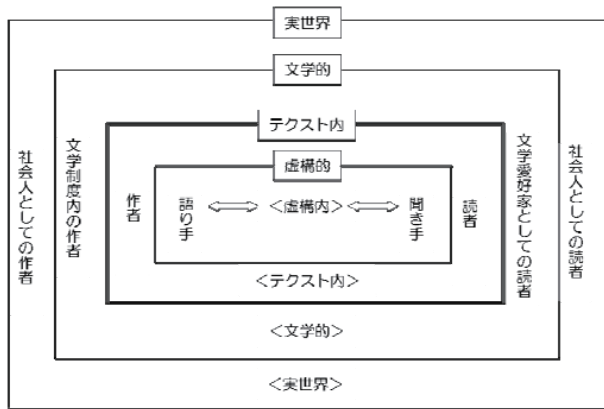 実世界
文学的
テクスト内
虚構的
社会人としての作者
文学制度内の作者
作者
語り手
<虚構内>
聞き手
読者
文学愛好家としての読者
社会人としての読者
<テクスト内>
<文学的>
<実世界>